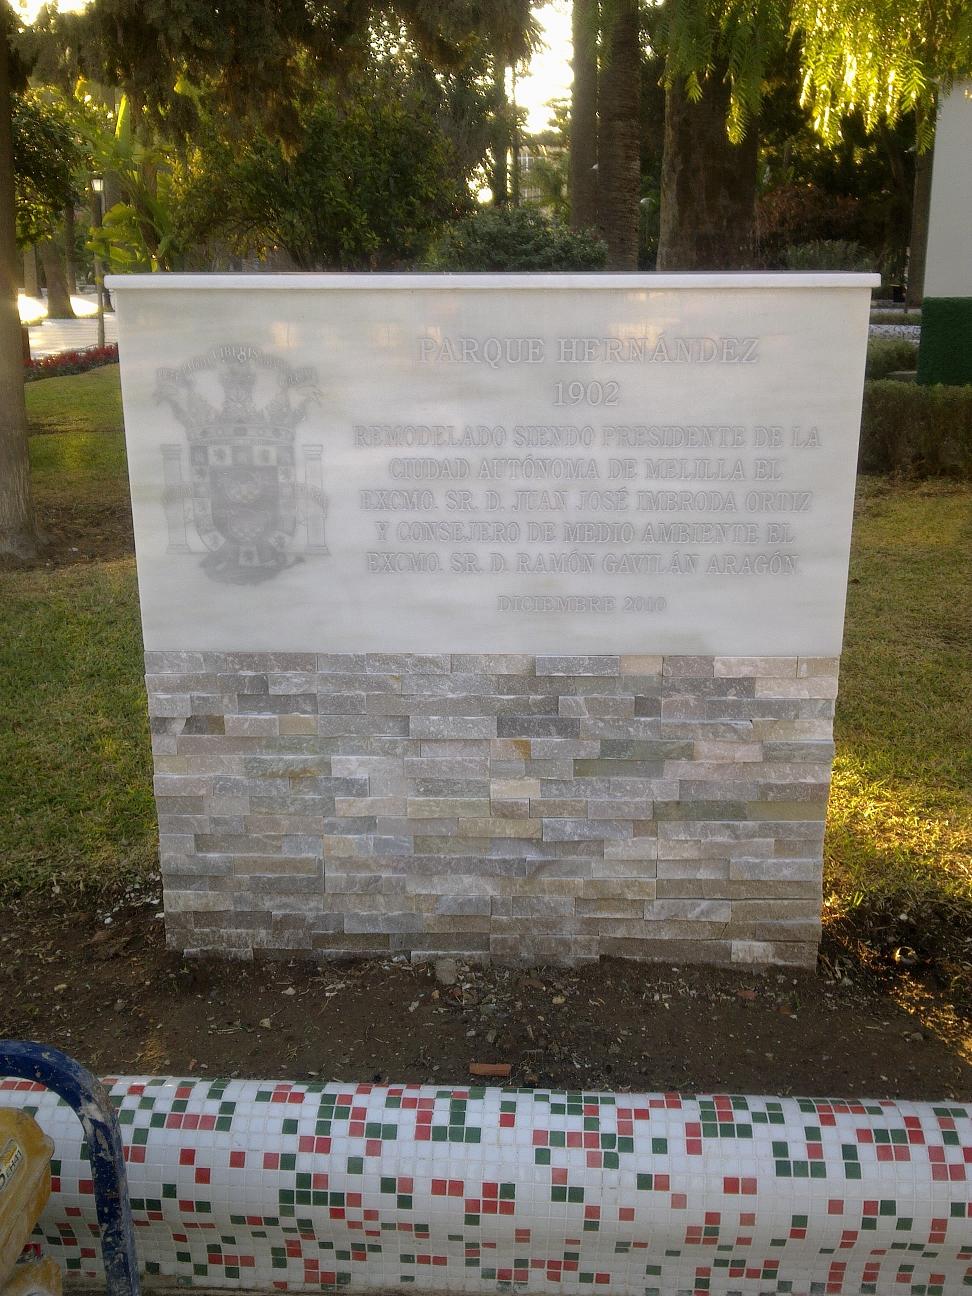 PARQUE HERNÁNDEZ
1902
REMODELADO SIENDO PRESIDENTE DE LA
CIUDAD AUTÓNOMA DE MELILLA EL
EXCMO. SR. D. JUAN JOSÉ IMBRODA ORTIZ
Y CONSEJERO DE MEDIO AMBIENTE EL
EXCMO. SR. D. RAMÓN GAVILÁN ARAGÓN.
DICIEMBRE 2010